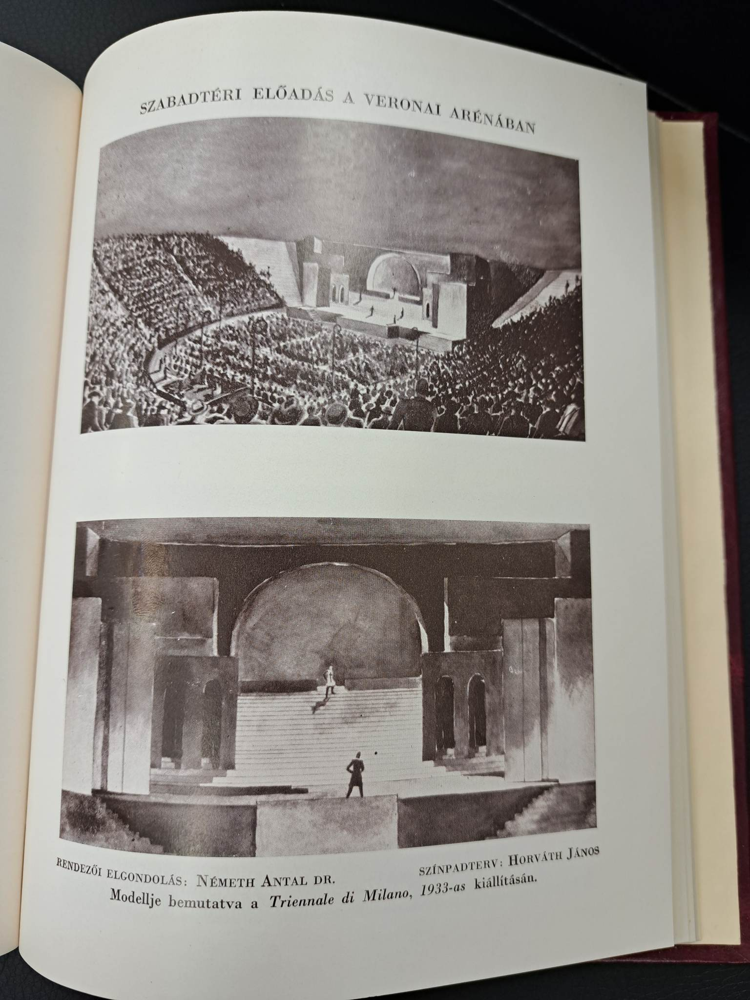 SZABADTÉRI ELŐADÁS A VERONAI ARÉNÁBAN
RENDEZŐI ELGONDOLÁS: NÉMETH ANTAL DR. SZÍNPADTERV: HORVÁTH JÁNOS
Modellje bemutatva a Triennale di Milano, 1933-as kiállításán.